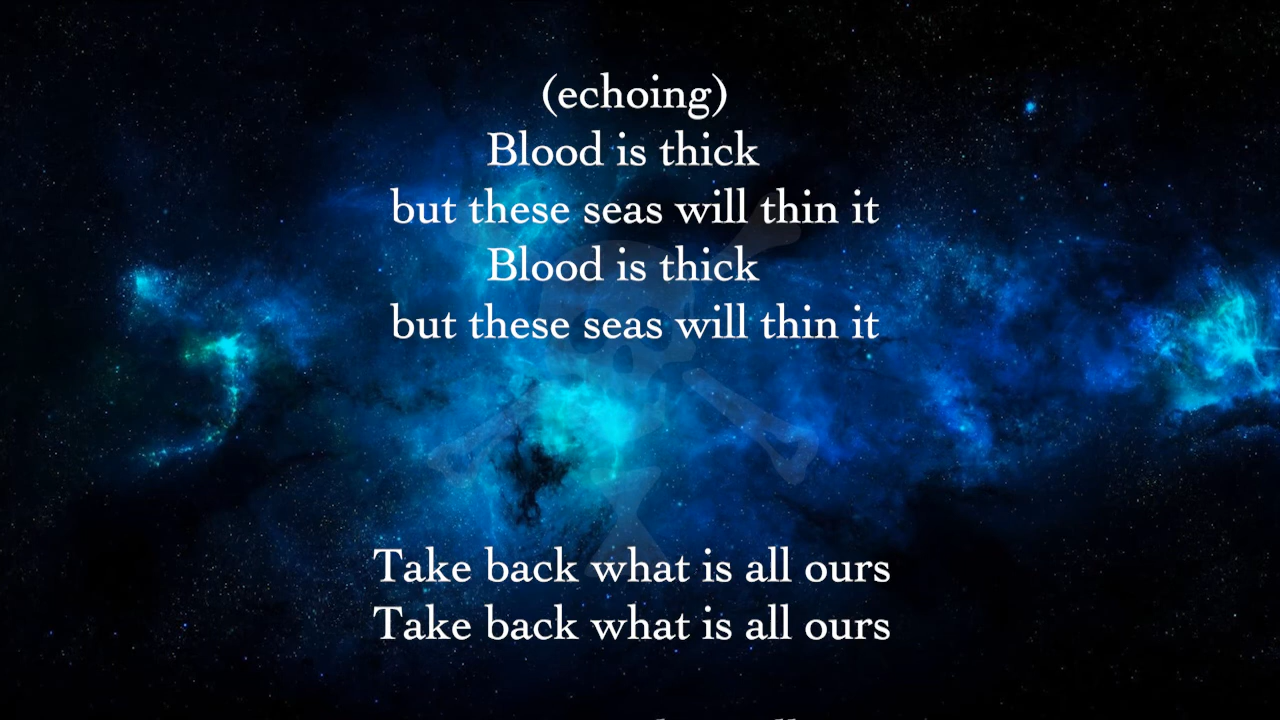 (echoing)
Blood is thick
but these seas will thin it
Blood is thick
but these seas will thin it
Take back what is all ours
Take back what is all ours